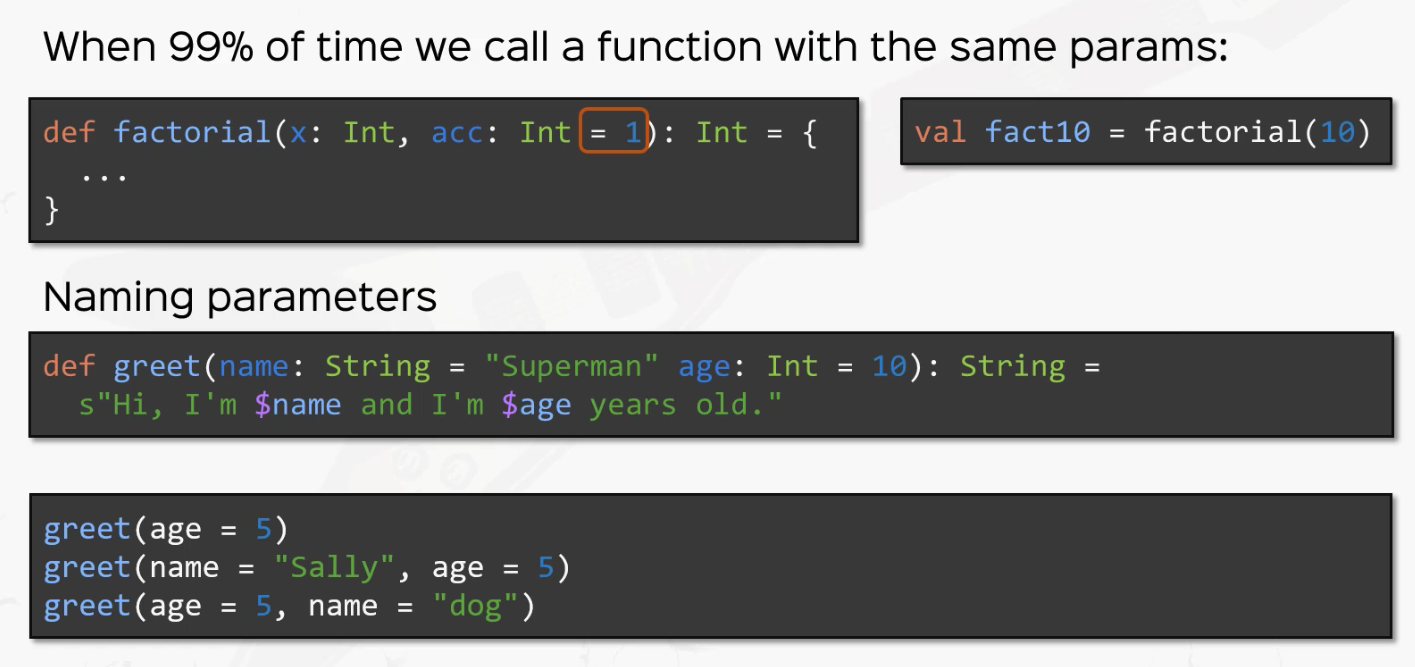 When 99% of time we call a function with the same params:
def factorial(x: Int, acc: Int = 1): Int = {
  ...
}
val fact10 = factorial(10)
Naming parameters
def greet(name: String = "Superman" age: Int = 10): String =
  s"Hi, I'm $name and I'm $age years old."
greet(age = 5)
greet(name = "Sally", age = 5)
greet(age = 5, name = "dog")